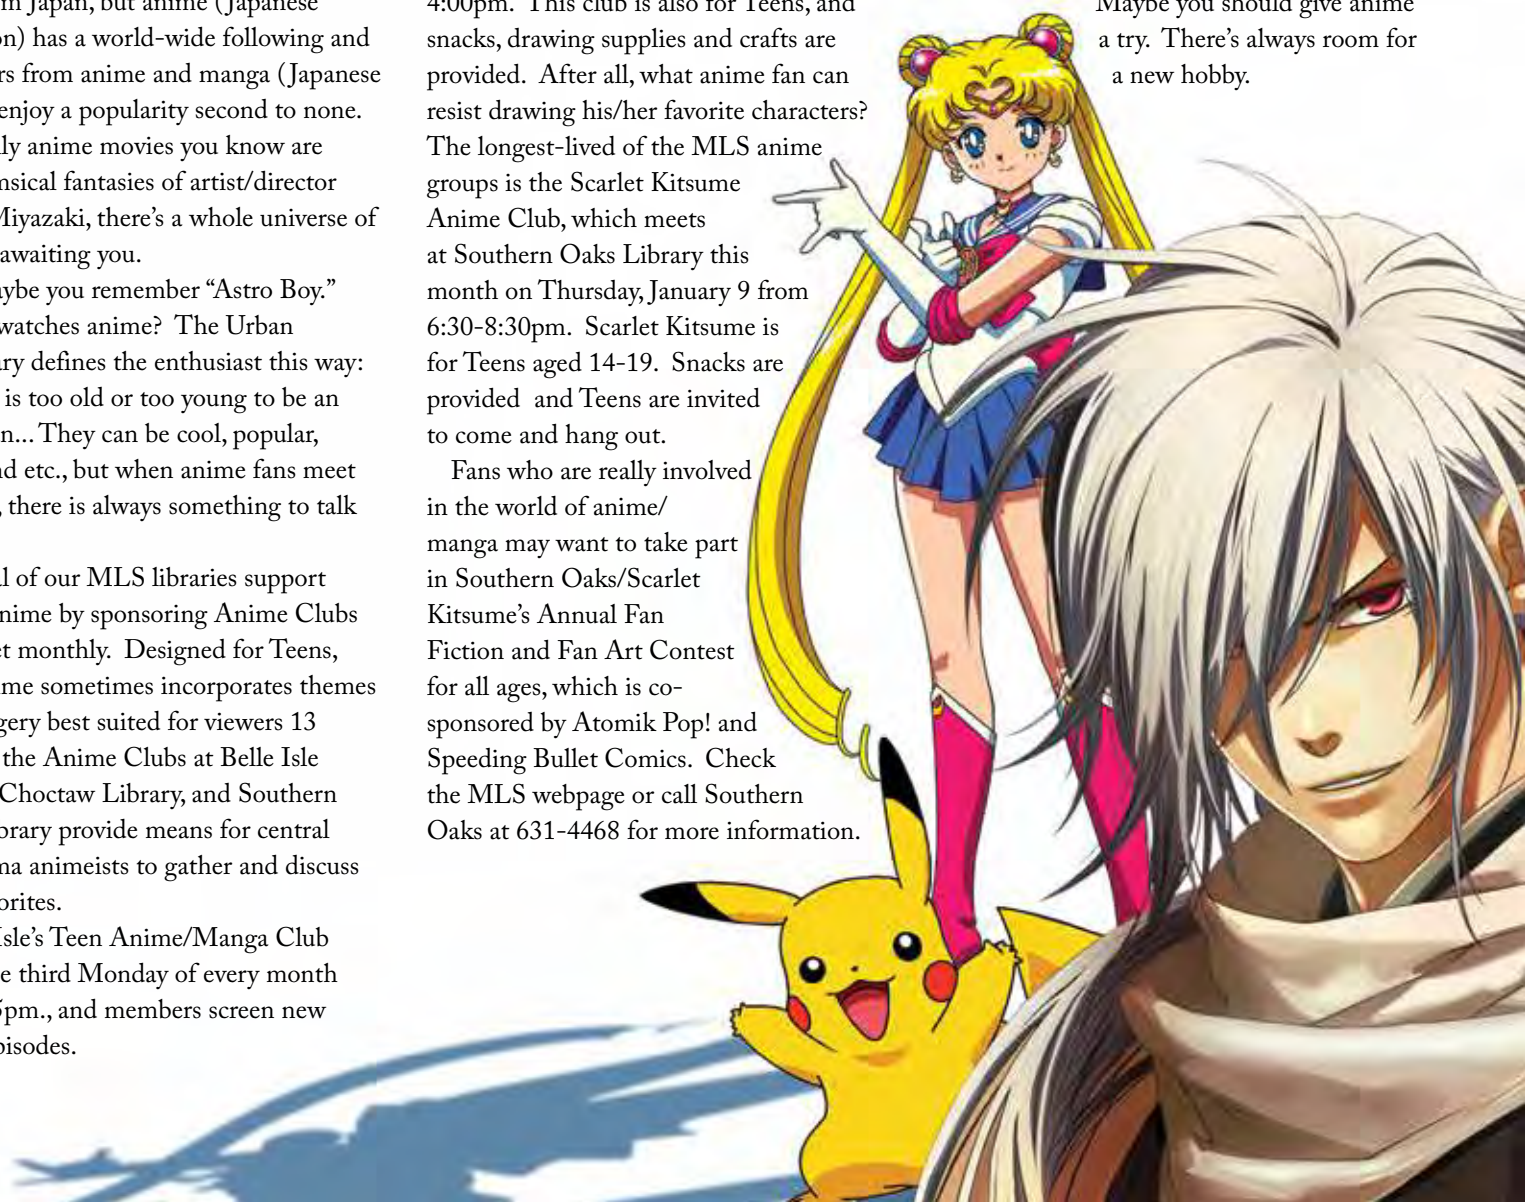 m Japan, but anime (Japanese
on) has a world-wide following and
rs from anime and manga (Japanese
enjoy a popularity second to none.
ly anime movies you know are
msical fantasies of artist/director
Miyazaki, there's a whole universe of
awaiting you.
aybe you remember “Astro Boy.”
watches anime?  The Urban
ary defines the enthusiast this way:
is too old or too young to be an
n... They can be cool, popular,
nd etc., but when anime fans meet
, there is always something to talk
al of our MLS libraries support
nime by sponsoring Anime Clubs
et monthly.  Designed for Teens,
me sometimes incorporates themes
gery best suited for viewers 13
the Anime Clubs at Belle Isle
Choctaw Library, and Southern
brary provide means for central
ma animeists to gather and discuss
orites.
Isle's Teen Anime/Manga Club
e third Monday of every month
5pm., and members screen new
pisodes.
4:00pm.  This club is also for Teens, and
snacks, drawing supplies and crafts are
provided.  After all, what anime fan can
resist drawing his/her favorite characters?
The longest-lived of the MLS anime
groups is the Scarlet Kitsume
Anime Club, which meets
at Southern Oaks Library this
month on Thursday, January 9 from
6:30-8:30pm.  Scarlet Kitsume is
for Teens aged 14-19.  Snacks are
provided  and Teens are invited
to come and hang out.
Fans who are really involved
in the world of anime/
manga may want to take part
in Southern Oaks/Scarlet
Kitsume's Annual Fan
Fiction and Fan Art Contest
for all ages, which is co-
sponsored by Atomik Pop! and
Speeding Bullet Comics.  Check
the MLS webpage or call Southern
Oaks at 631-4468 for more information.
Maybe you should give anime
a try.  There's always room for
a new hobby.